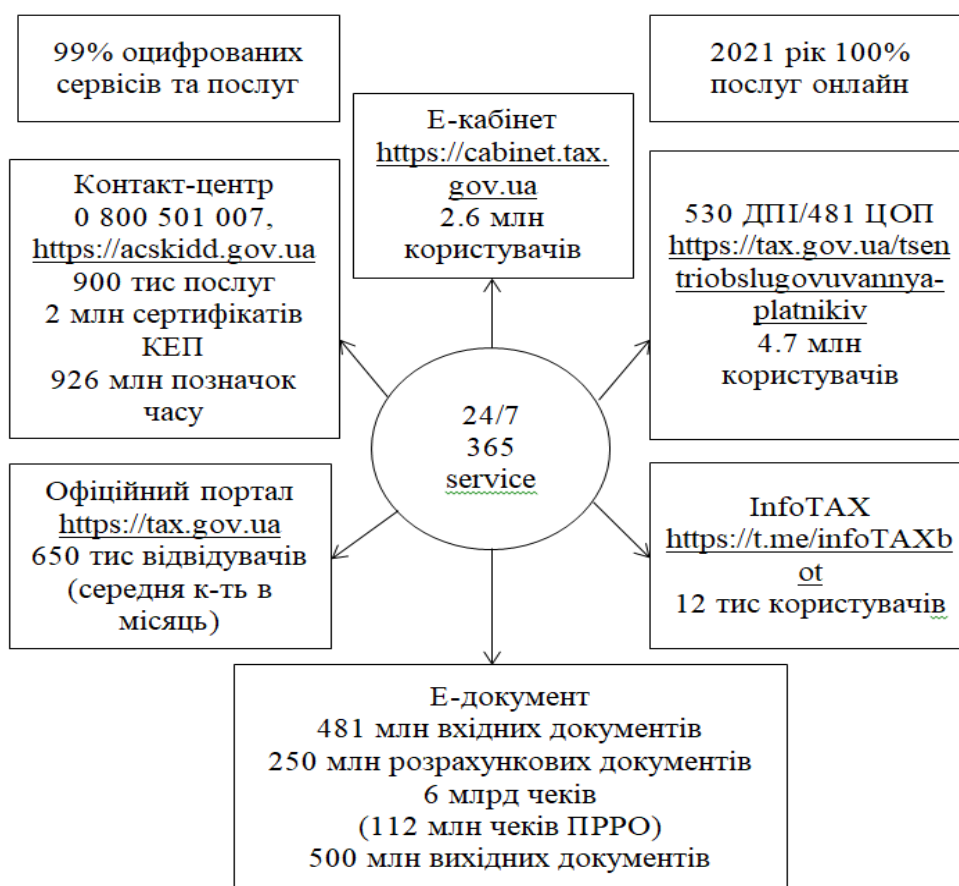 99% оцифрованих
сервісів та послуг
2021 рік 100%
послуг онлайн
Е-кабінет
https://cabinet.tax.
gov.ua
2.6 млн
користувачів
Контакт-центр
0 800 501 007,
https://acskidd.gov.ua
900 тис послуг
2 млн сертифікатів
КЕП
926 млн позначок
часу
530 ДПІ/481 ЦОП
https://tax.gov.ua/tsen
triobslugovuvannya-
platnikiv
4.7 млн
користувачів
24/7
365
service
Офіційний портал
https://tax.gov.ua
650 тис відвідувачів
(середня к-ть в
місяць)
InfoTAX
https://t.me/infoTAXb
ot
12 тис користувачів
Е-документ
481 млн вхідних документів
250 млн розрахункових документів
6 млрд чеків
(112 млн чеків ПРРО)
500 млн вихідних документів